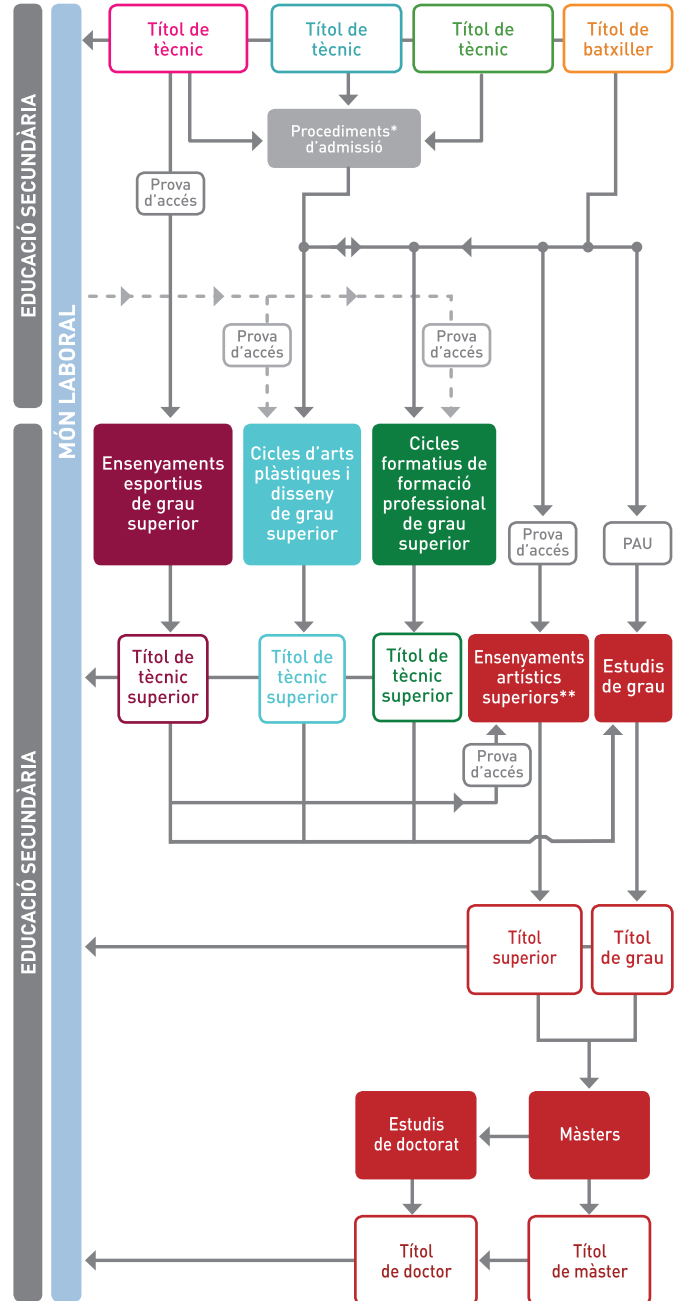 EDUCACIÓ SECUNDÀRIA
MÓN LABORAL
EDUCACIÓ SECUNDÀRIA
Títol de
tècnic
Títol de
tècnic
Títol de
tècnic
Títol de
batxiller
Procediments*
d'admissió
Prova
d'accés
Prova
d'accés
Prova
d'accés
Ensenyaments
esportius
de grau
superior
Cicles d'arts
plàstiques i
disseny
de grau
superior
Cicles
formatius de
formació
professional
de grau
superior
Prova
d'accés
PAU
Títol de
tècnic
superior
Títol de
tècnic
superior
Títol de
tècnic
superior
Ensenyaments
artístics
superiors**
Estudis
de grau
Prova
d'accés
Títol
superior
Títol
de grau
Estudis
de doctorat
Màsters
Títol
de doctor
Títol
de màster